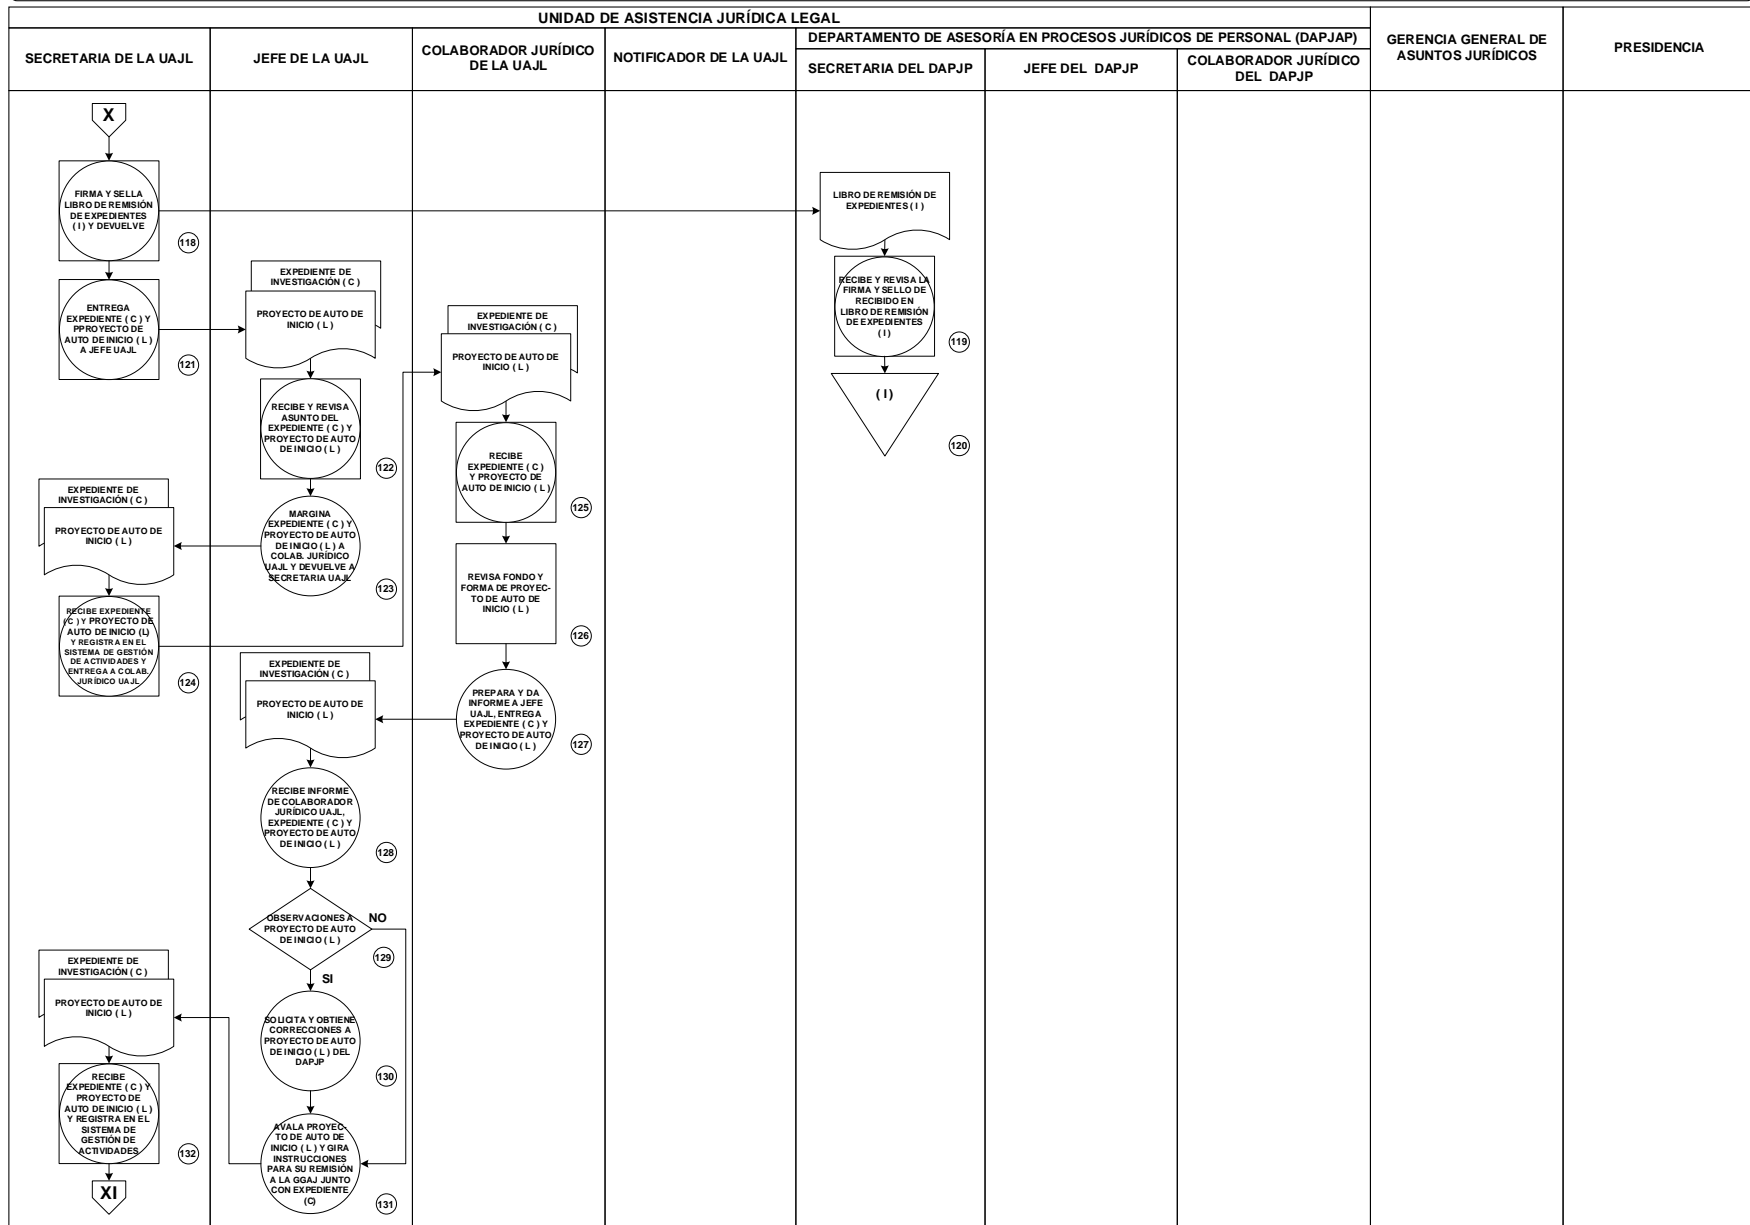 UNIDAD DE ASISTENCIA JURÍDICA LEGAL
SECRETARIA DE LA UAJL
JEFE DE LA UAJL
COLABORADOR JURÍDICO
DE LA UAJL
NOTIFICADOR DE LA UAJL
DEPARTAMENTO DE ASESORÍA EN PROCESOS JURÍDICOS DE PERSONAL (DAPJAP)
SECRETARIA DEL DAPJP
JEFE DEL DAPJP
COLABORADOR JURÍDICO
DEL DAPJP
GERENCIA GENERAL DE
ASUNTOS JURÍDICOS
PRESIDENCIA
X
FIRMA Y SELLA
LIBRO DE REMISIÓN
DE EXPEDIENTES
( I ) Y DEVUELVE
118
LIBRO DE REMISIÓN DE
EXPEDIENTES ( I )
RECIBE Y REVISA LA
FIRMA Y SELLO DE
RECIBIDO EN
LIBRO DE REMISIÓN
DE EXPEDIENTES
( I )
119
( I )
120
ENTREGA
EXPEDIENTE ( C ) Y
PPROYECTO DE
AUTO DE INICIO ( L )
A JEFE UAJL
121
EXPEDIENTE DE
INVESTIGACIÓN ( C )
PROYECTO DE AUTO DE
INICIO ( L )
RECIBE Y REVISA
ASUNTO DEL
EXPEDIENTE ( C ) Y
PROYECTO DE AUTO
DE INICIO ( L )
122
MARGINA
EXPEDIENTE ( C ) Y
PROYECTO DE AUTO
DE INICIO ( L ) A
COLAB. JURÍDICO
UAJL Y DEVUELVE A
SECRETARIA UAJL
123
EXPEDIENTE DE
INVESTIGACIÓN ( C )
PROYECTO DE AUTO DE
INICIO ( L )
RECIBE EXPEDIENTE
( C ) Y PROYECTO DE
AUTO DE INICIO (L)
Y REGISTRA EN EL
SISTEMA DE GESTIÓN
DE ACTIVIDADES Y
ENTREGA A COLAB.
JURÍDICO UAJL
124
EXPEDIENTE DE
INVESTIGACIÓN ( C )
PROYECTO DE AUTO DE
INICIO ( L )
RECIBE
EXPEDIENTE ( C )
Y PROYECTO DE
AUTO DE INICIO ( L )
125
REVISA FONDO Y
FORMA DE PROYEC-
TO DE AUTO DE
INICIO ( L )
126
PREPARA Y DA
INFORME A JEFE
UAJL, ENTREGA
EXPEDIENTE ( C ) Y
PROYECTO DE AUTO
DE INICIO ( L )
127
EXPEDIENTE DE
INVESTIGACIÓN ( C )
PROYECTO DE AUTO DE
INICIO ( L )
RECIBE INFORME
DE COLABORADOR
JURÍDICO UAJL,
EXPEDIENTE ( C ) Y
PROYECTO DE AUTO
DE INICIO ( L )
128
OBSERVACIONES A
PROYECTO DE AUTO
DE INICIO ( L )
NO
129
SI
SOLICITA Y OBTIENE
CORRECCIONES A
PROYECTO DE AUTO
DE INICIO ( L ) DEL
DAPJP
130
AVALA PROYEC-
TO DE AUTO DE
INICIO ( L ) Y GIRA
INSTRUCCIONES
PARA SU REMISIÓN
A LA GGAJ JUNTO
CON EXPEDIENTE
(C)
131
EXPEDIENTE DE
INVESTIGACIÓN ( C )
PROYECTO DE AUTO DE
INICIO ( L )
RECIBE
EXPEDIENTE ( C ) Y
PROYECTO DE
AUTO DE INICIO ( L )
Y REGISTRA EN EL
SISTEMA DE
GESTIÓN DE
ACTIVIDADES
132
XI